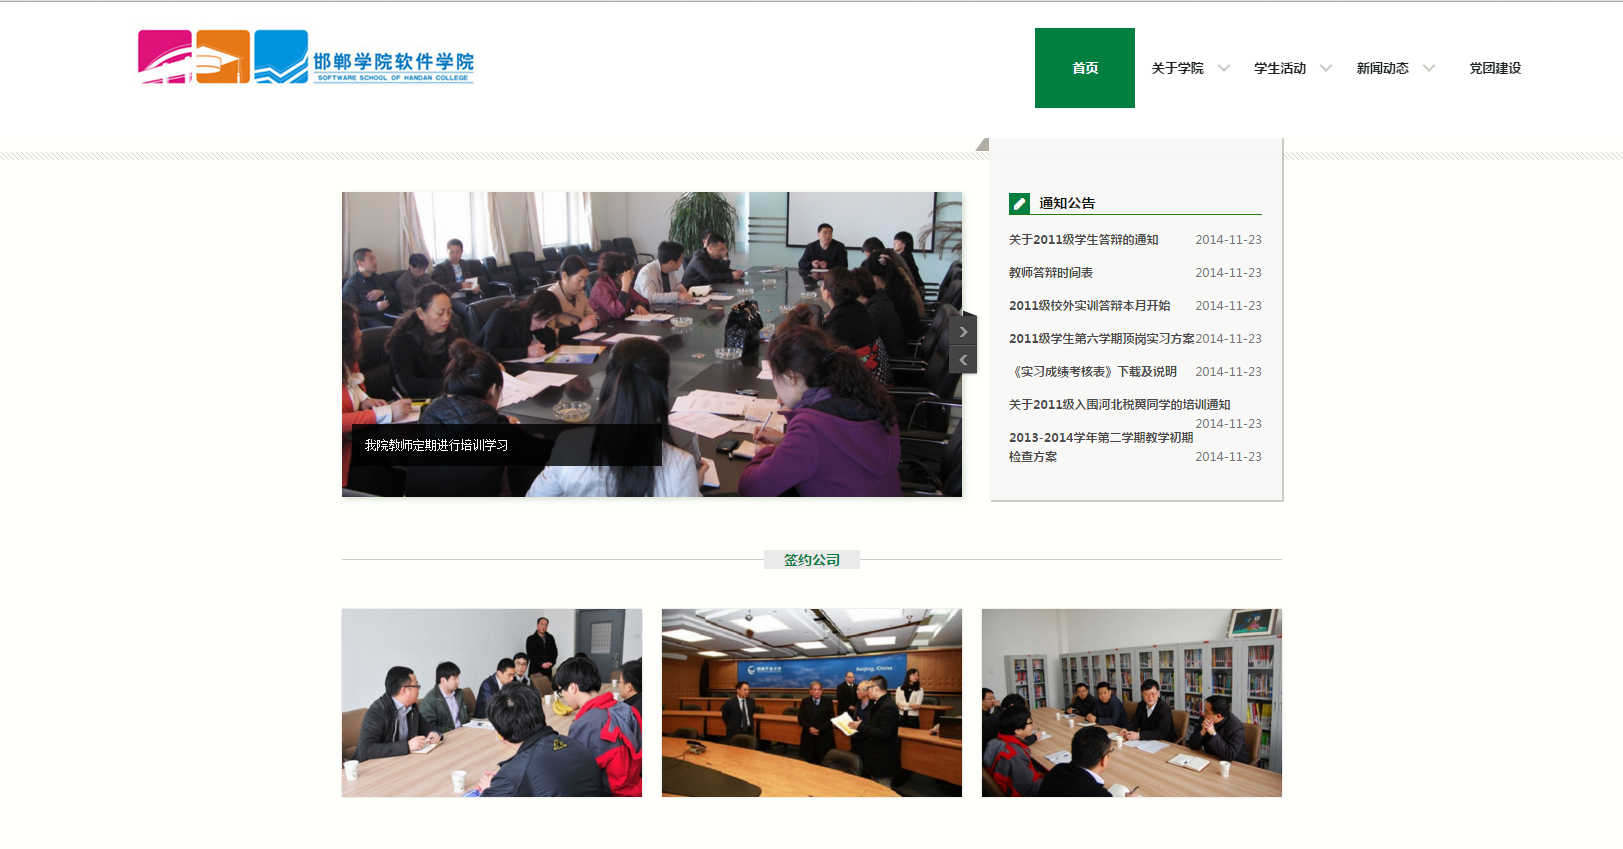 邯郸学院软件学院
SOFTWARE SCHOOL OF HANDAN COLLEGE
首页 关于学院 学生活动 新闻动态 党团建设
通知公告
关于2011级学生答辩的通知 2014-11-23
教师答辩时间表 2014-11-23
2011级校外实训答辩本月开始 2014-11-23
2011级学生第六学期顶岗实习方案2014-11-23
《实习成绩考核表》下载及说明 2014-11-23
关于2011级入围河北税翼同学的培训通知
2014-11-23
2013-2014学年第二学期教学初期
检查方案 2014-11-23
我院教师定期进行培训学习
签约公司
Beijing, China